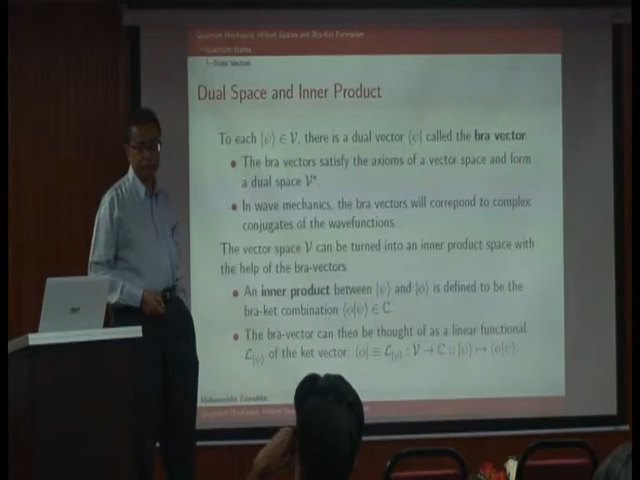 Quantum Mechanics, Hilbert Spaces and Bra-Ket Formalism
Quantum States
State Vectors
Dual Space and Inner Product
To each |ψ⟩ ∈ 𝒱, there is a dual vector ⟨ψ| called the bra vector
• The bra vectors satisfy the axioms of a vector space and form
a dual space 𝒱*.
• In wave mechanics, the bra vectors will correpond to complex
conjugates of the wavefunctions.
The vector space 𝒱 can be turned into an inner product space with
the help of the bra-vectors
• An inner product between |ψ⟩ and |ϕ⟩ is defined to be the
bra-ket combination ⟨ϕ|ψ⟩ ∈ ℂ.
• The bra-vector can then be thought of as a linear functional
of the ket vector: ⟨ϕ| ≡ ℒ|ϕ⟩ : 𝒱 → ℂ :: |ψ⟩ ↦ ⟨ϕ|ψ⟩.
Quantum Mechanics,